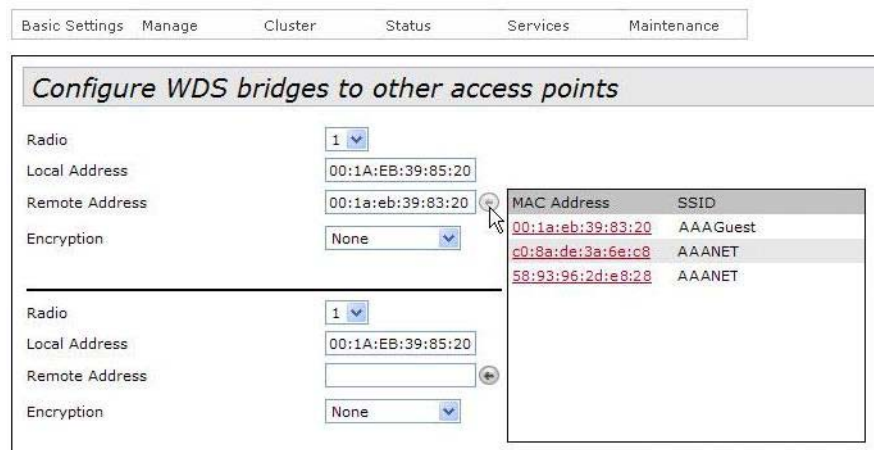 Basic Settings Manage Cluster Status Services Maintenance
Configure WDS bridges to other access points
Radio 1
Local Address 00:1A:EB:39:85:20
Remote Address 00:1a:eb:39:83:20
Encryption None
MAC Address SSID
00:1a:eb:39:83:20 AAAGuest
c0:8a:de:3a:6e:c8 AAANET
58:93:96:2d:e8:28 AAANET
Radio 1
Local Address 00:1A:EB:39:85:20
Remote Address
Encryption None